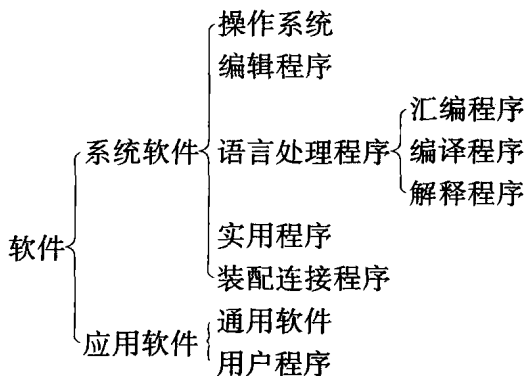 操作系统
编辑程序
汇编程序
系统软件 语言处理程序 编译程序
解释程序
软件 实用程序
装配连接程序
应用软件 通用软件
用户程序